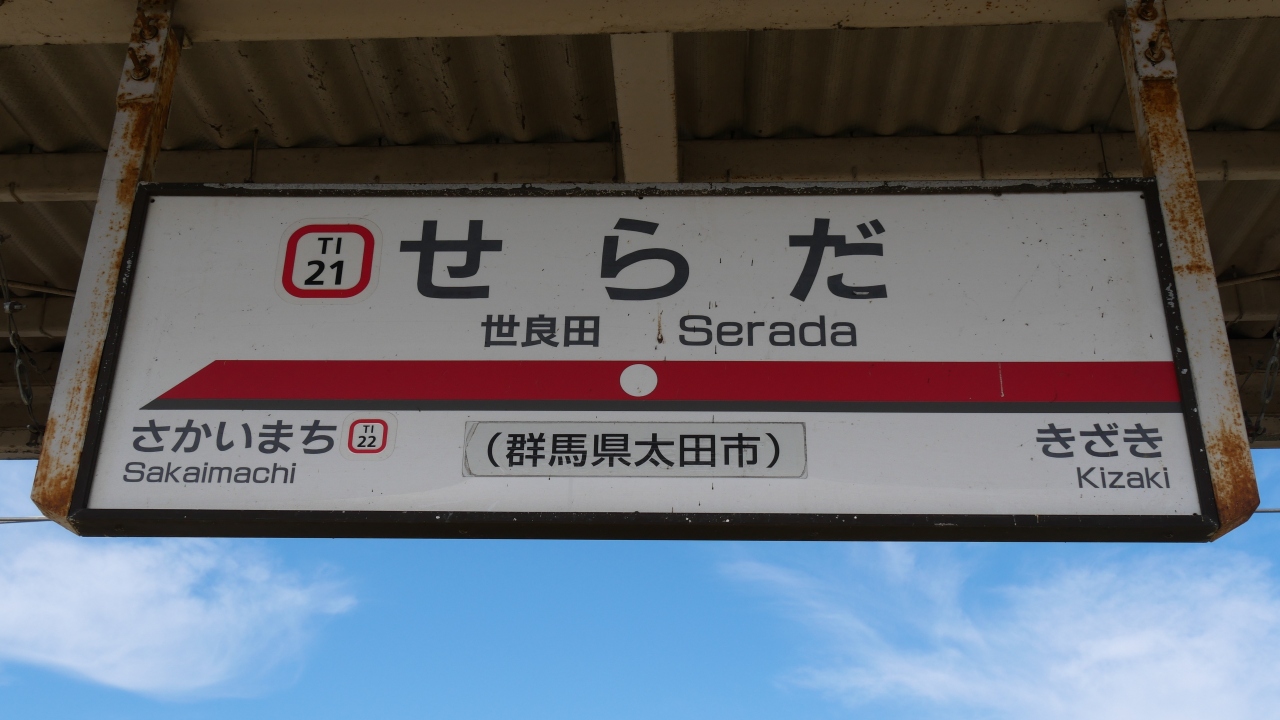 TI
21
せらだ
世良田 Serada
さかいまち TI 22
Sakaimachi
（群馬県太田市）
きざき
Kizaki